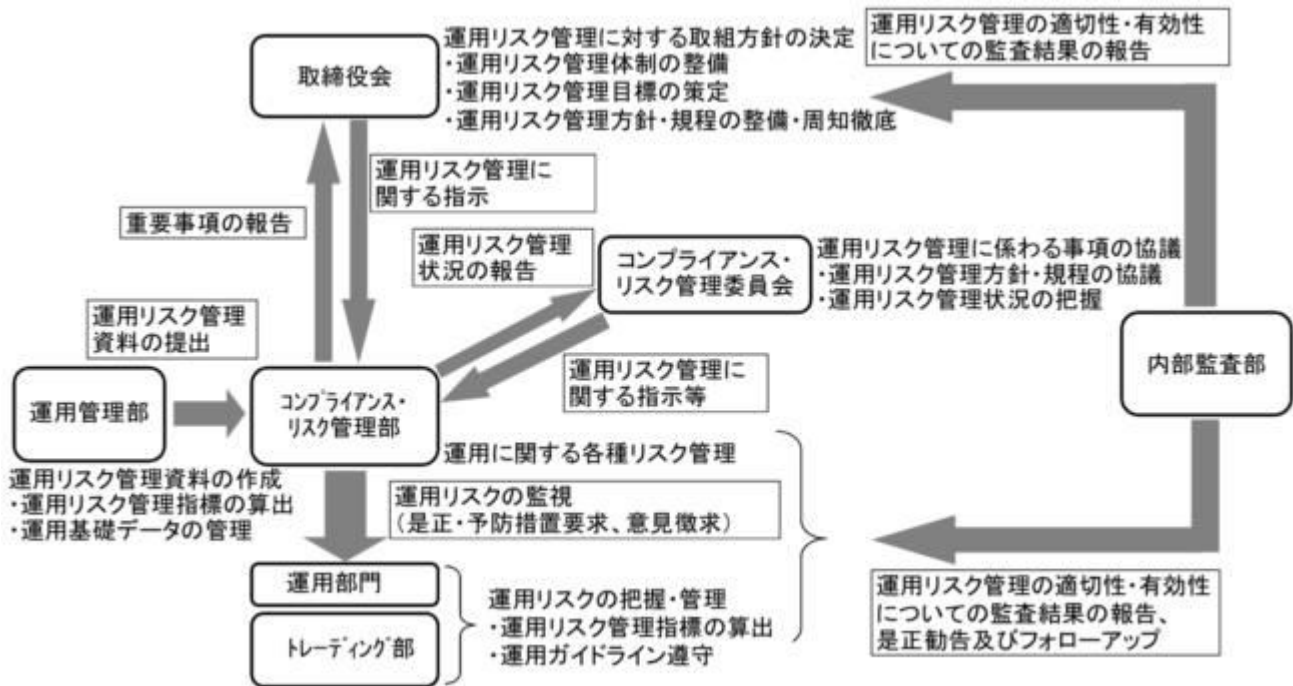 取締役会
運用リスク管理に対する取組方針の決定
・運用リスク管理体制の整備
・運用リスク管理目標の策定
・運用リスク管理方針・規程の整備・周知徹底
運用リスク管理の適切性・有効性
についての監査結果の報告
運用リスク管理に
関する指示
重要事項の報告
運用リスク管理
状況の報告
コンプライアンス・
リスク管理委員会
運用リスク管理に係わる事項の協議
・運用リスク管理方針・規程の協議
・運用リスク管理状況の把握
運用リスク管理
資料の提出
運用リスク管理に
関する指示等
内部監査部
運用管理部
コンプライアンス・
リスク管理部
運用に関する各種リスク管理
運用リスク管理資料の作成
・運用リスク管理指標の算出
・運用基礎データの管理
運用リスクの監視
(是正・予防措置要求、意見徴求)
運用部門
トレーディング部
運用リスクの把握・管理
・運用リスク管理指標の算出
・運用ガイドライン遵守
運用リスク管理の適切性・有効性
についての監査結果の報告、
是正勧告及びフォローアップ